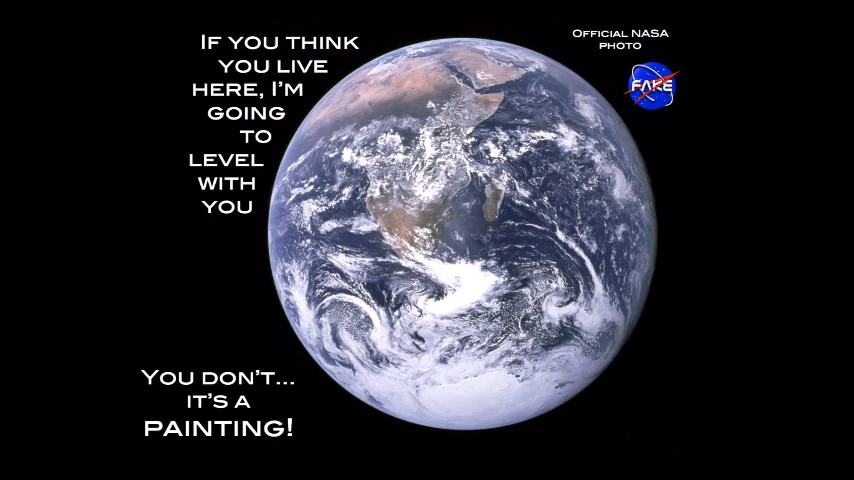 If you think
you live
here, I'm
going
to
level
with
you
Official NASA
photo
FAKE
You don't...
it's a
painting!